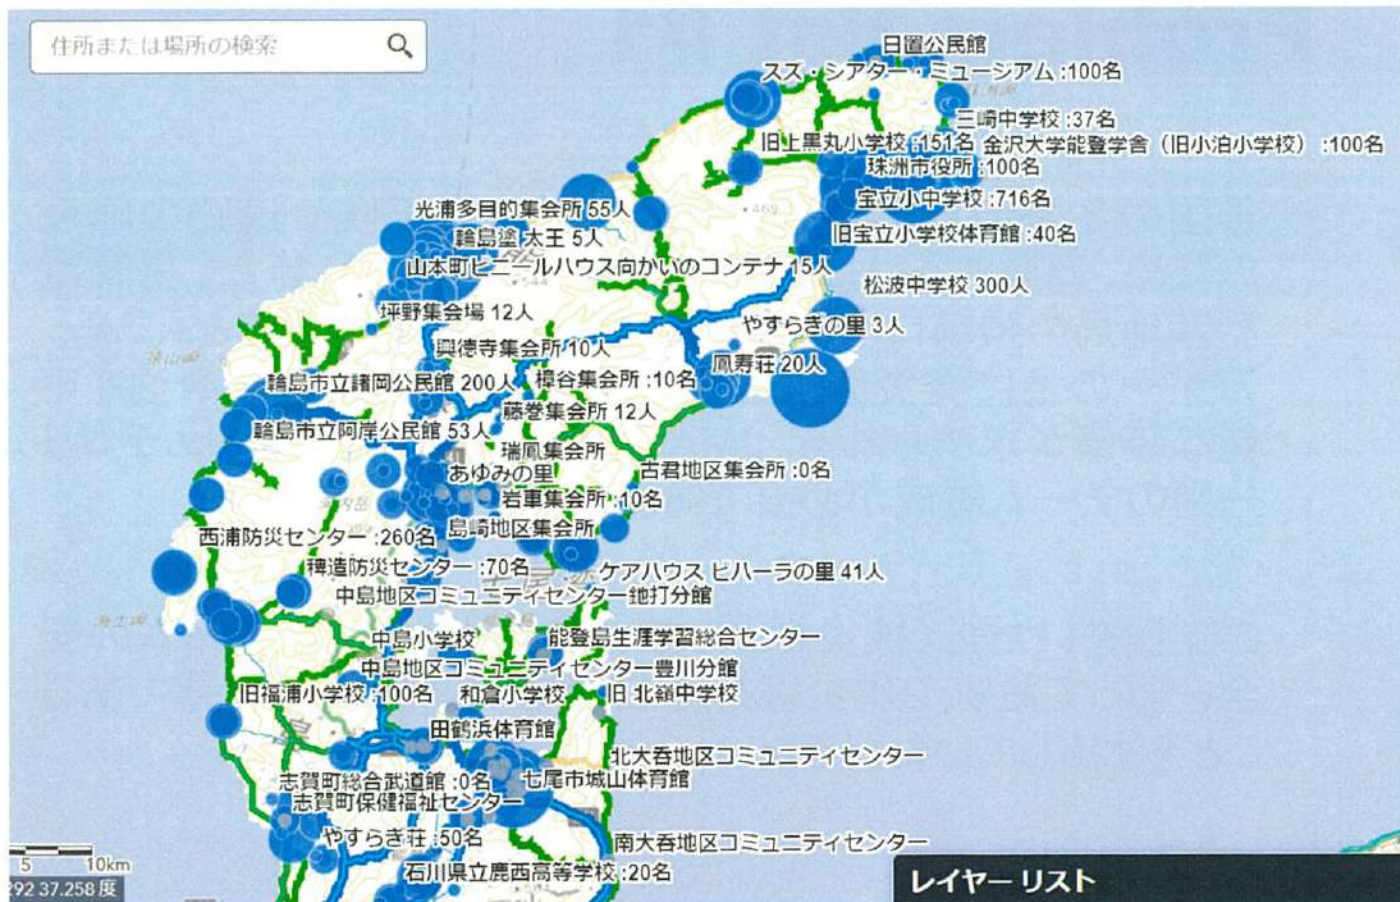 住所または場所の検索
日置公民館
スズ・シアター・ミュージアム :100名
三崎中学校 :37名
旧上黒丸小学校 :151名
金沢大学能登学舎（旧小泊小学校） :100名
珠洲市役所 :100名
宝立小中学校 :716名
光浦多目的集会所 55人
輪島塗 太王 5人
旧宝立小学校体育館 :40名
山本町ビニールハウス向かいのコンテナ 15人
松波中学校 300人
坪野集会場 12人
やすらぎの里 3人
興徳寺集会所 10人
鳳寿荘 20人
輪島市立諸岡公民館 200人
樟谷集会所 :10名
藤巻集会所 12人
輪島市立阿岸公民館 53人
瑞鳳集会所
あゆみの里
古君地区集会所 :0名
岩車集会所 :10名
島崎地区集会所
西浦防災センター :260名
稗造防災センター :70名
ケアハウス ビハーラの里 41人
中島地区コミュニティセンター釶打分館
中島小学校
能登島生涯学習総合センター
中島地区コミュニティセンター豊川分館
旧福浦小学校 :100名
和倉小学校
旧 北嶺中学校
田鶴浜体育館
北大呑地区コミュニティセンター
志賀町総合武道館 :0名
七尾市城山体育館
志賀町保健福祉センター
やすらぎ荘 :50名
南大呑地区コミュニティセンター
石川県立鹿西高等学校 :20名
5 10km
292 37.258 度
レイヤー リスト